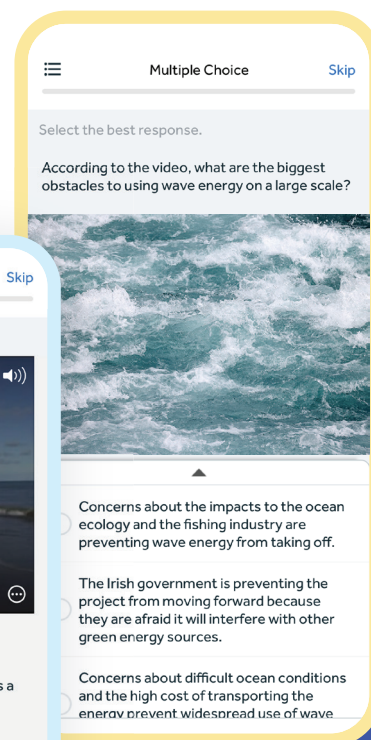 Multiple Choice
Skip
Select the best response.
According to the video, what are the biggest
obstacles to using wave energy on a large scale?
Skip
Concerns about the impacts to the ocean
ecology and the fishing industry are
preventing wave energy from taking off.
The Irish government is preventing the
project from moving forward because
they are afraid it will interfere with other
green energy sources.
s a
Concerns about difficult ocean conditions
and the high cost of transporting the
energy prevent widespread use of wave